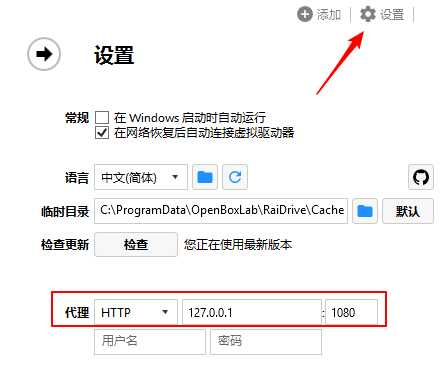 添加 设置
设置
常规 在 Windows 启动时自动运行
在网络恢复后自动连接虚拟驱动器
语言 中文(简体)
临时目录 C:\ProgramData\OpenBoxLab\RaiDrive\Cache 默认
检查更新 检查 您正在使用最新版本
代理 HTTP 127.0.0.1 : 1080
用户名 密码